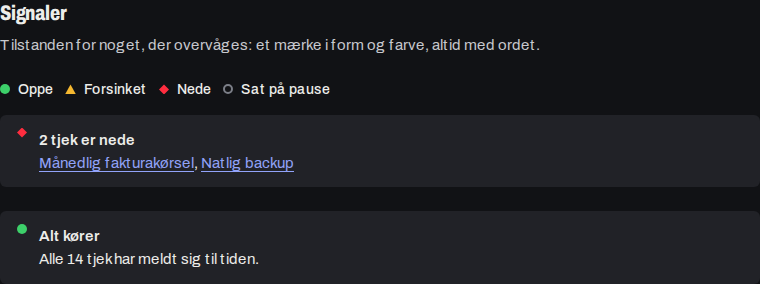 Signaler
Tilstanden for noget, der overvåges: et mærke i form og farve, altid med ordet.
Oppe Forsinket Nede Sat på pause
2 tjek er nede
Månedlig fakturakørsel, Natlig backup
Alt kører
Alle 14 tjek har meldt sig til tiden.